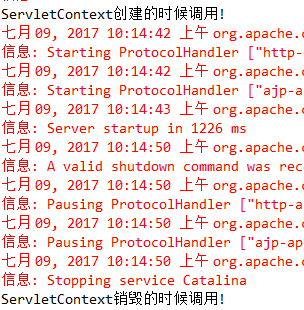 ServletContext创建的时候调用!
七月 09, 2017 10:14:42 上午 org.apache.c
信息: Starting ProtocolHandler ["http-
七月 09, 2017 10:14:42 上午 org.apache.c
信息: Starting ProtocolHandler ["ajp-a
七月 09, 2017 10:14:43 上午 org.apache.c
信息: Server startup in 1226 ms
七月 09, 2017 10:14:50 上午 org.apache.c
信息: A valid shutdown command was rec
七月 09, 2017 10:14:50 上午 org.apache.c
信息: Pausing ProtocolHandler ["http-a
七月 09, 2017 10:14:50 上午 org.apache.c
信息: Pausing ProtocolHandler ["ajp-ap
七月 09, 2017 10:14:50 上午 org.apache.c
信息: Stopping service Catalina
ServletContext销毁的时候调用!